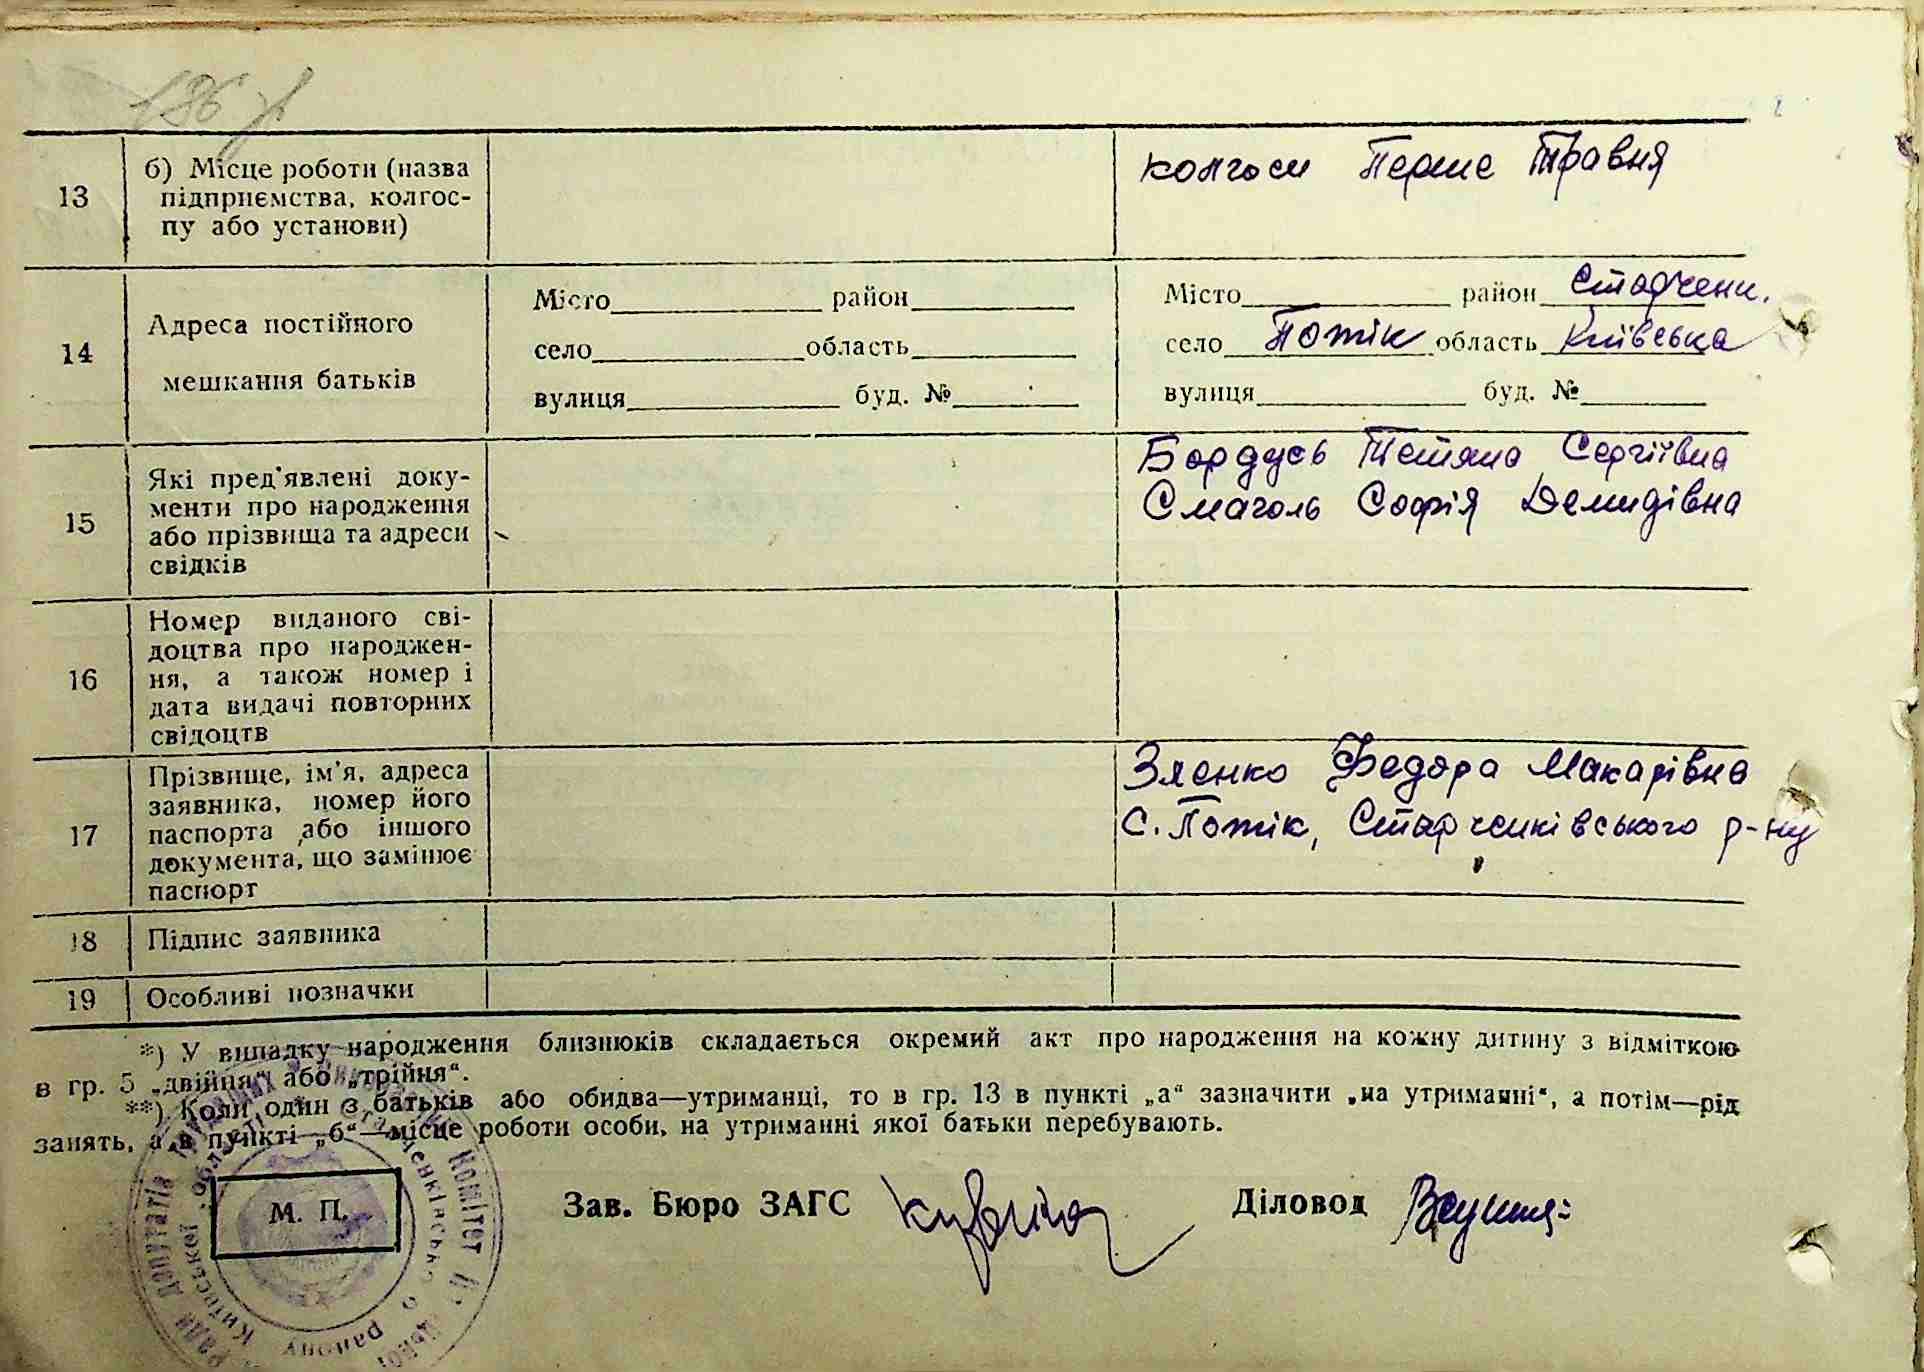 13
б) Місце роботи (назва
підприємства, колгос-
пу або установи)
колгосп Перше Травня
14
Адреса постійного
мешкання батьків
Місто район
село область
вулиця буд. №
Місто район Старченк.
село Потік область Київська
вулиця буд. №
15
Які пред'явлені доку-
менти про народження
або прізвища та адреси
свідків
Бордусь Тетяна Сергіївна
Смаголь Софія Демидівна
16
Номер виданого сві-
доцтва про народжен-
ня, а також номер і
дата видачі повторних
свідоцтв
17
Прізвище, ім'я, адреса
заявника, номер його
паспорта або іншого
документа, що замінює
паспорт
Федора Макарівна
с. Потік, Старченківського р-ну
18
Підпис заявника
19
Особливі позначки
*) У випадку народження близнюків складається окремий акт про народження на кожну дитину з відміткою
в гр. 5 „двійня“ або „трійня“.
**) Коли один з батьків або обидва—утриманці, то в гр. 13 в пункті „а“ зазначити „на утриманні“, а потім—рід
занять, а в пункті „б“—місце роботи особи, на утриманні якої батьки перебувають.
М. П.
Зав. Бюро ЗАГС
Діловод